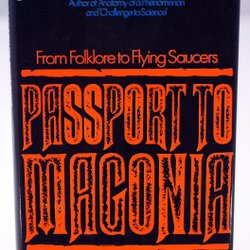 Author of 'Anatomy of a Phenomenon'
and 'Challenge to Science'
From Folklore to Flying Saucers
PASSPORT TO
MAGONIA